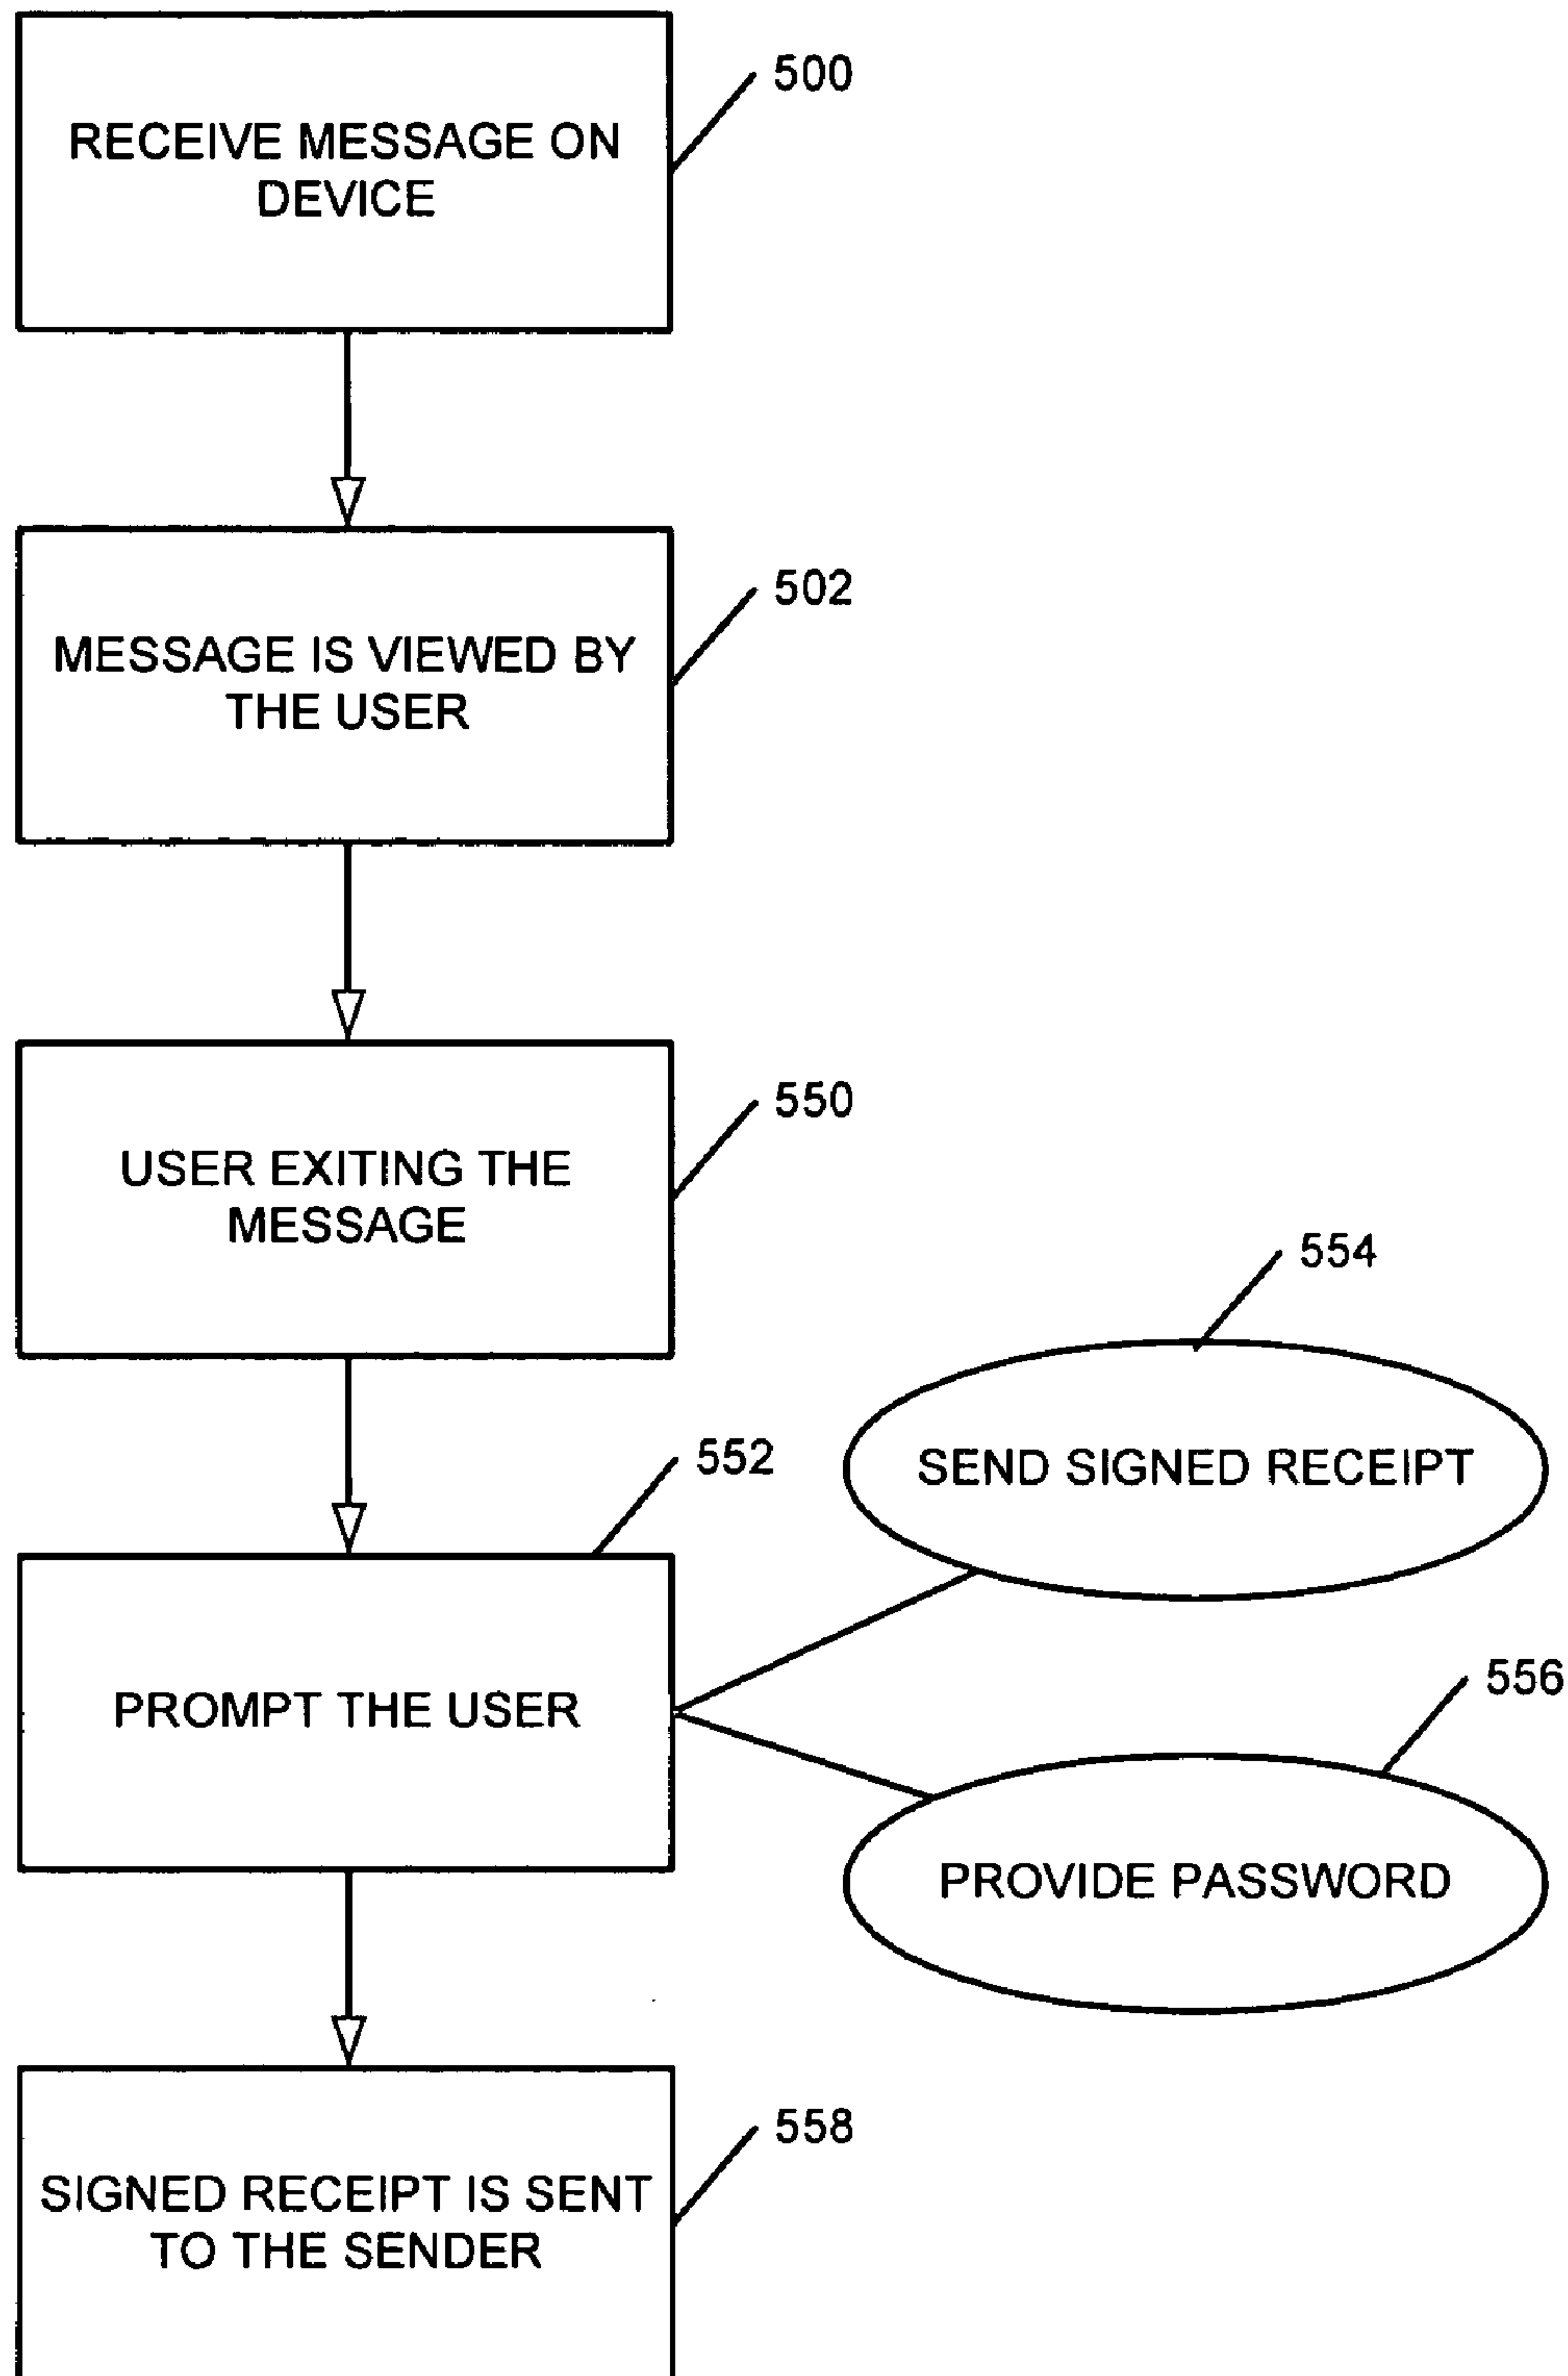 500
RECEIVE MESSAGE ON
DEVICE
502
MESSAGE IS VIEWED BY
THE USER
550
USER EXITING THE
MESSAGE
554
552
SEND SIGNED RECEIPT
556
PROMPT THE USER
PROVIDE PASSWORD
558
SIGNED RECEIPT IS SENT
TO THE SENDER